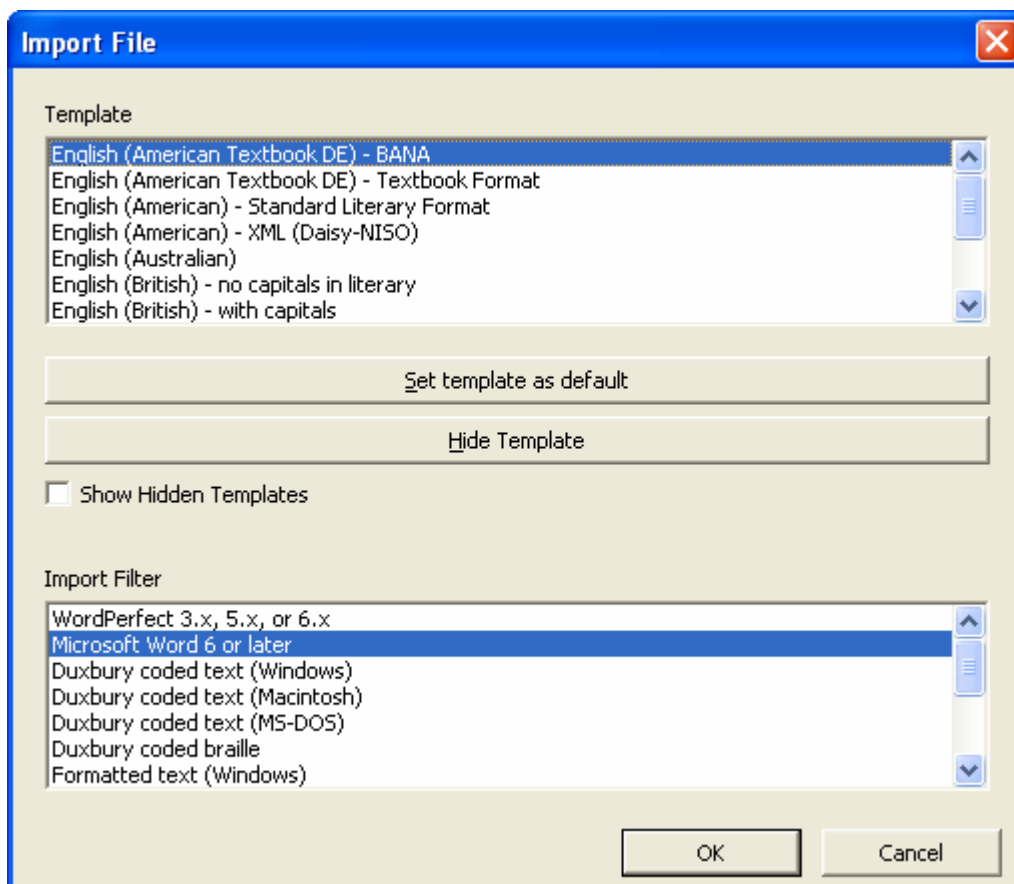 Import File
Template
English (American Textbook DE) - BANA
English (American Textbook DE) - Textbook Format
English (American) - Standard Literary Format
English (American) - XML (Daisy-NISO)
English (Australian)
English (British) - no capitals in literary
English (British) - with capitals
Set template as default
Hide Template
Show Hidden Templates
Import Filter
WordPerfect 3.x, 5.x, or 6.x
Microsoft Word 6 or later
Duxbury coded text (Windows)
Duxbury coded text (Macintosh)
Duxbury coded text (MS-DOS)
Duxbury coded braille
Formatted text (Windows)
OK Cancel